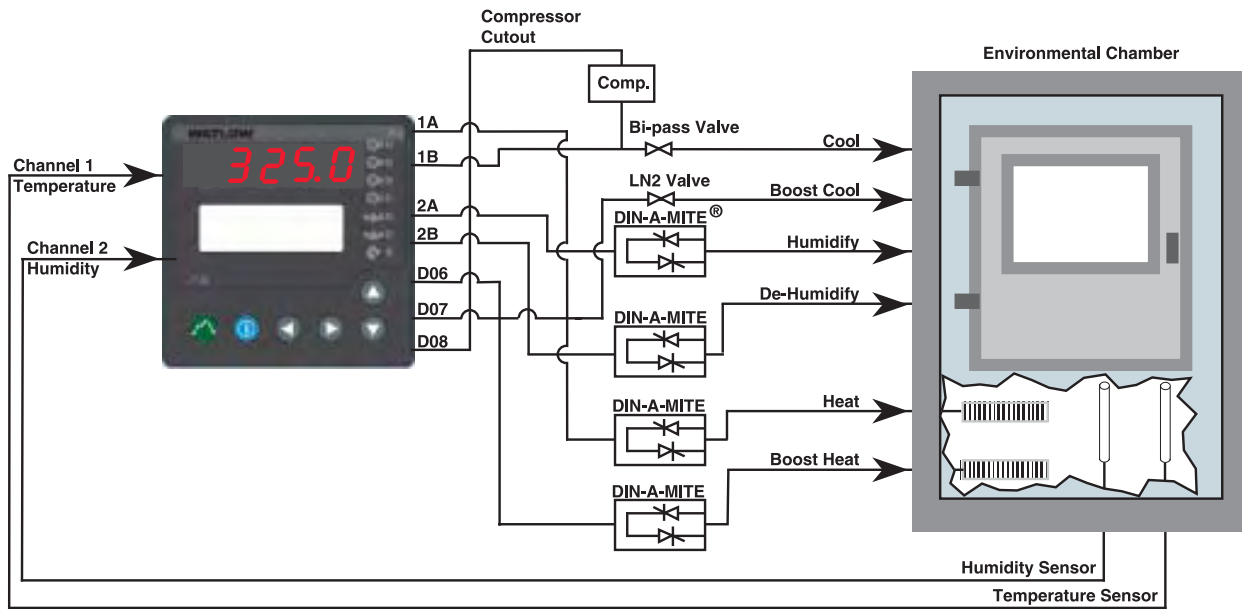 Compressor
Cutout
Environmental Chamber
Comp.
WATLOW
325.0
1A
1B
2A
2B
D06
D07
D08
Channel 1
Temperature
Channel 2
Humidity
Bi-pass Valve
Cool
LN2 Valve
Boost Cool
DIN-A-MITE®
Humidify
De-Humidify
DIN-A-MITE
DIN-A-MITE
Heat
Boost Heat
DIN-A-MITE
Humidity Sensor
Temperature Sensor